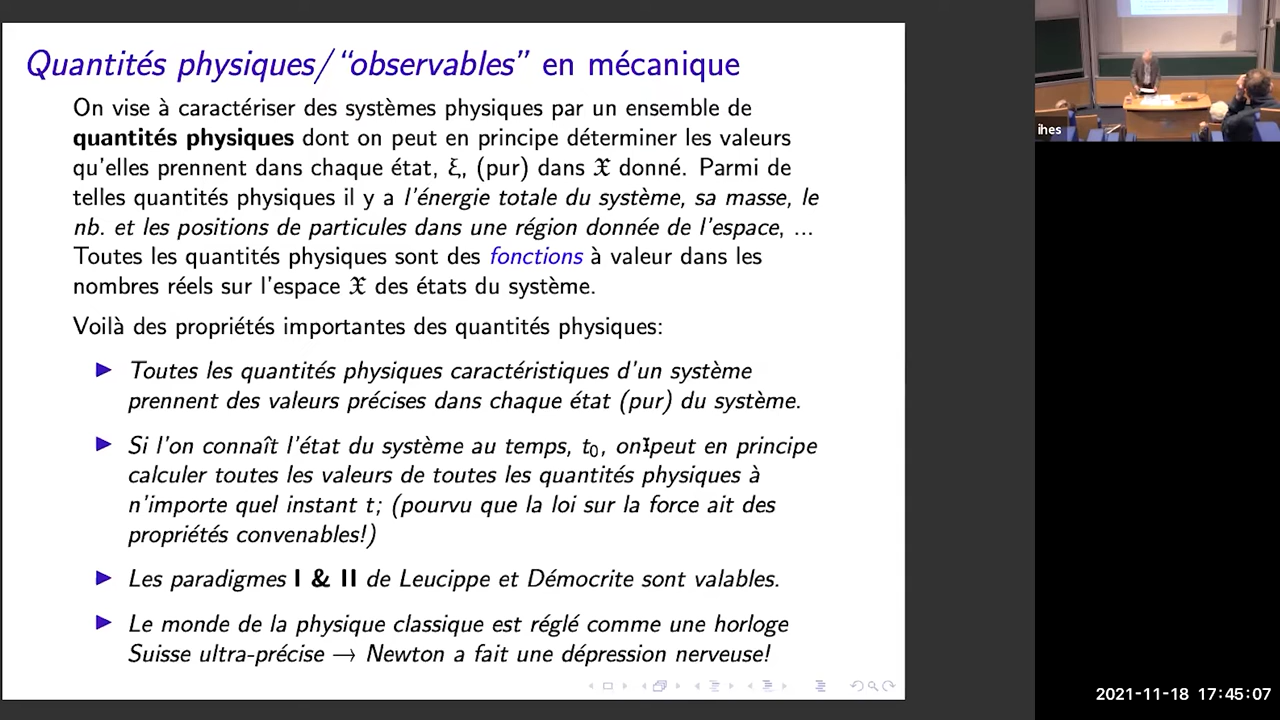 Quantités physiques/“observables” en mécanique
On vise à caractériser des systèmes physiques par un ensemble de
quantités physiques dont on peut en principe déterminer les valeurs
qu'elles prennent dans chaque état, ξ, (pur) dans 𝔛 donné. Parmi de
telles quantités physiques il y a l'énergie totale du système, sa masse, le
nb. et les positions de particules dans une région donnée de l'espace, ...
Toutes les quantités physiques sont des fonctions à valeur dans les
nombres réels sur l'espace 𝔛 des états du système.
Voilà des propriétés importantes des quantités physiques:
▶ Toutes les quantités physiques caractéristiques d'un système
prennent des valeurs précises dans chaque état (pur) du système.
▶ Si l'on connaît l'état du système au temps, t₀, on peut en principe
calculer toutes les valeurs de toutes les quantités physiques à
n'importe quel instant t; (pourvu que la loi sur la force ait des
propriétés convenables!)
▶ Les paradigmes I & II de Leucippe et Démocrite sont valables.
▶ Le monde de la physique classique est réglé comme une horloge
Suisse ultra-précise → Newton a fait une dépression nerveuse!
ihes
2021-11-18 17:45:07